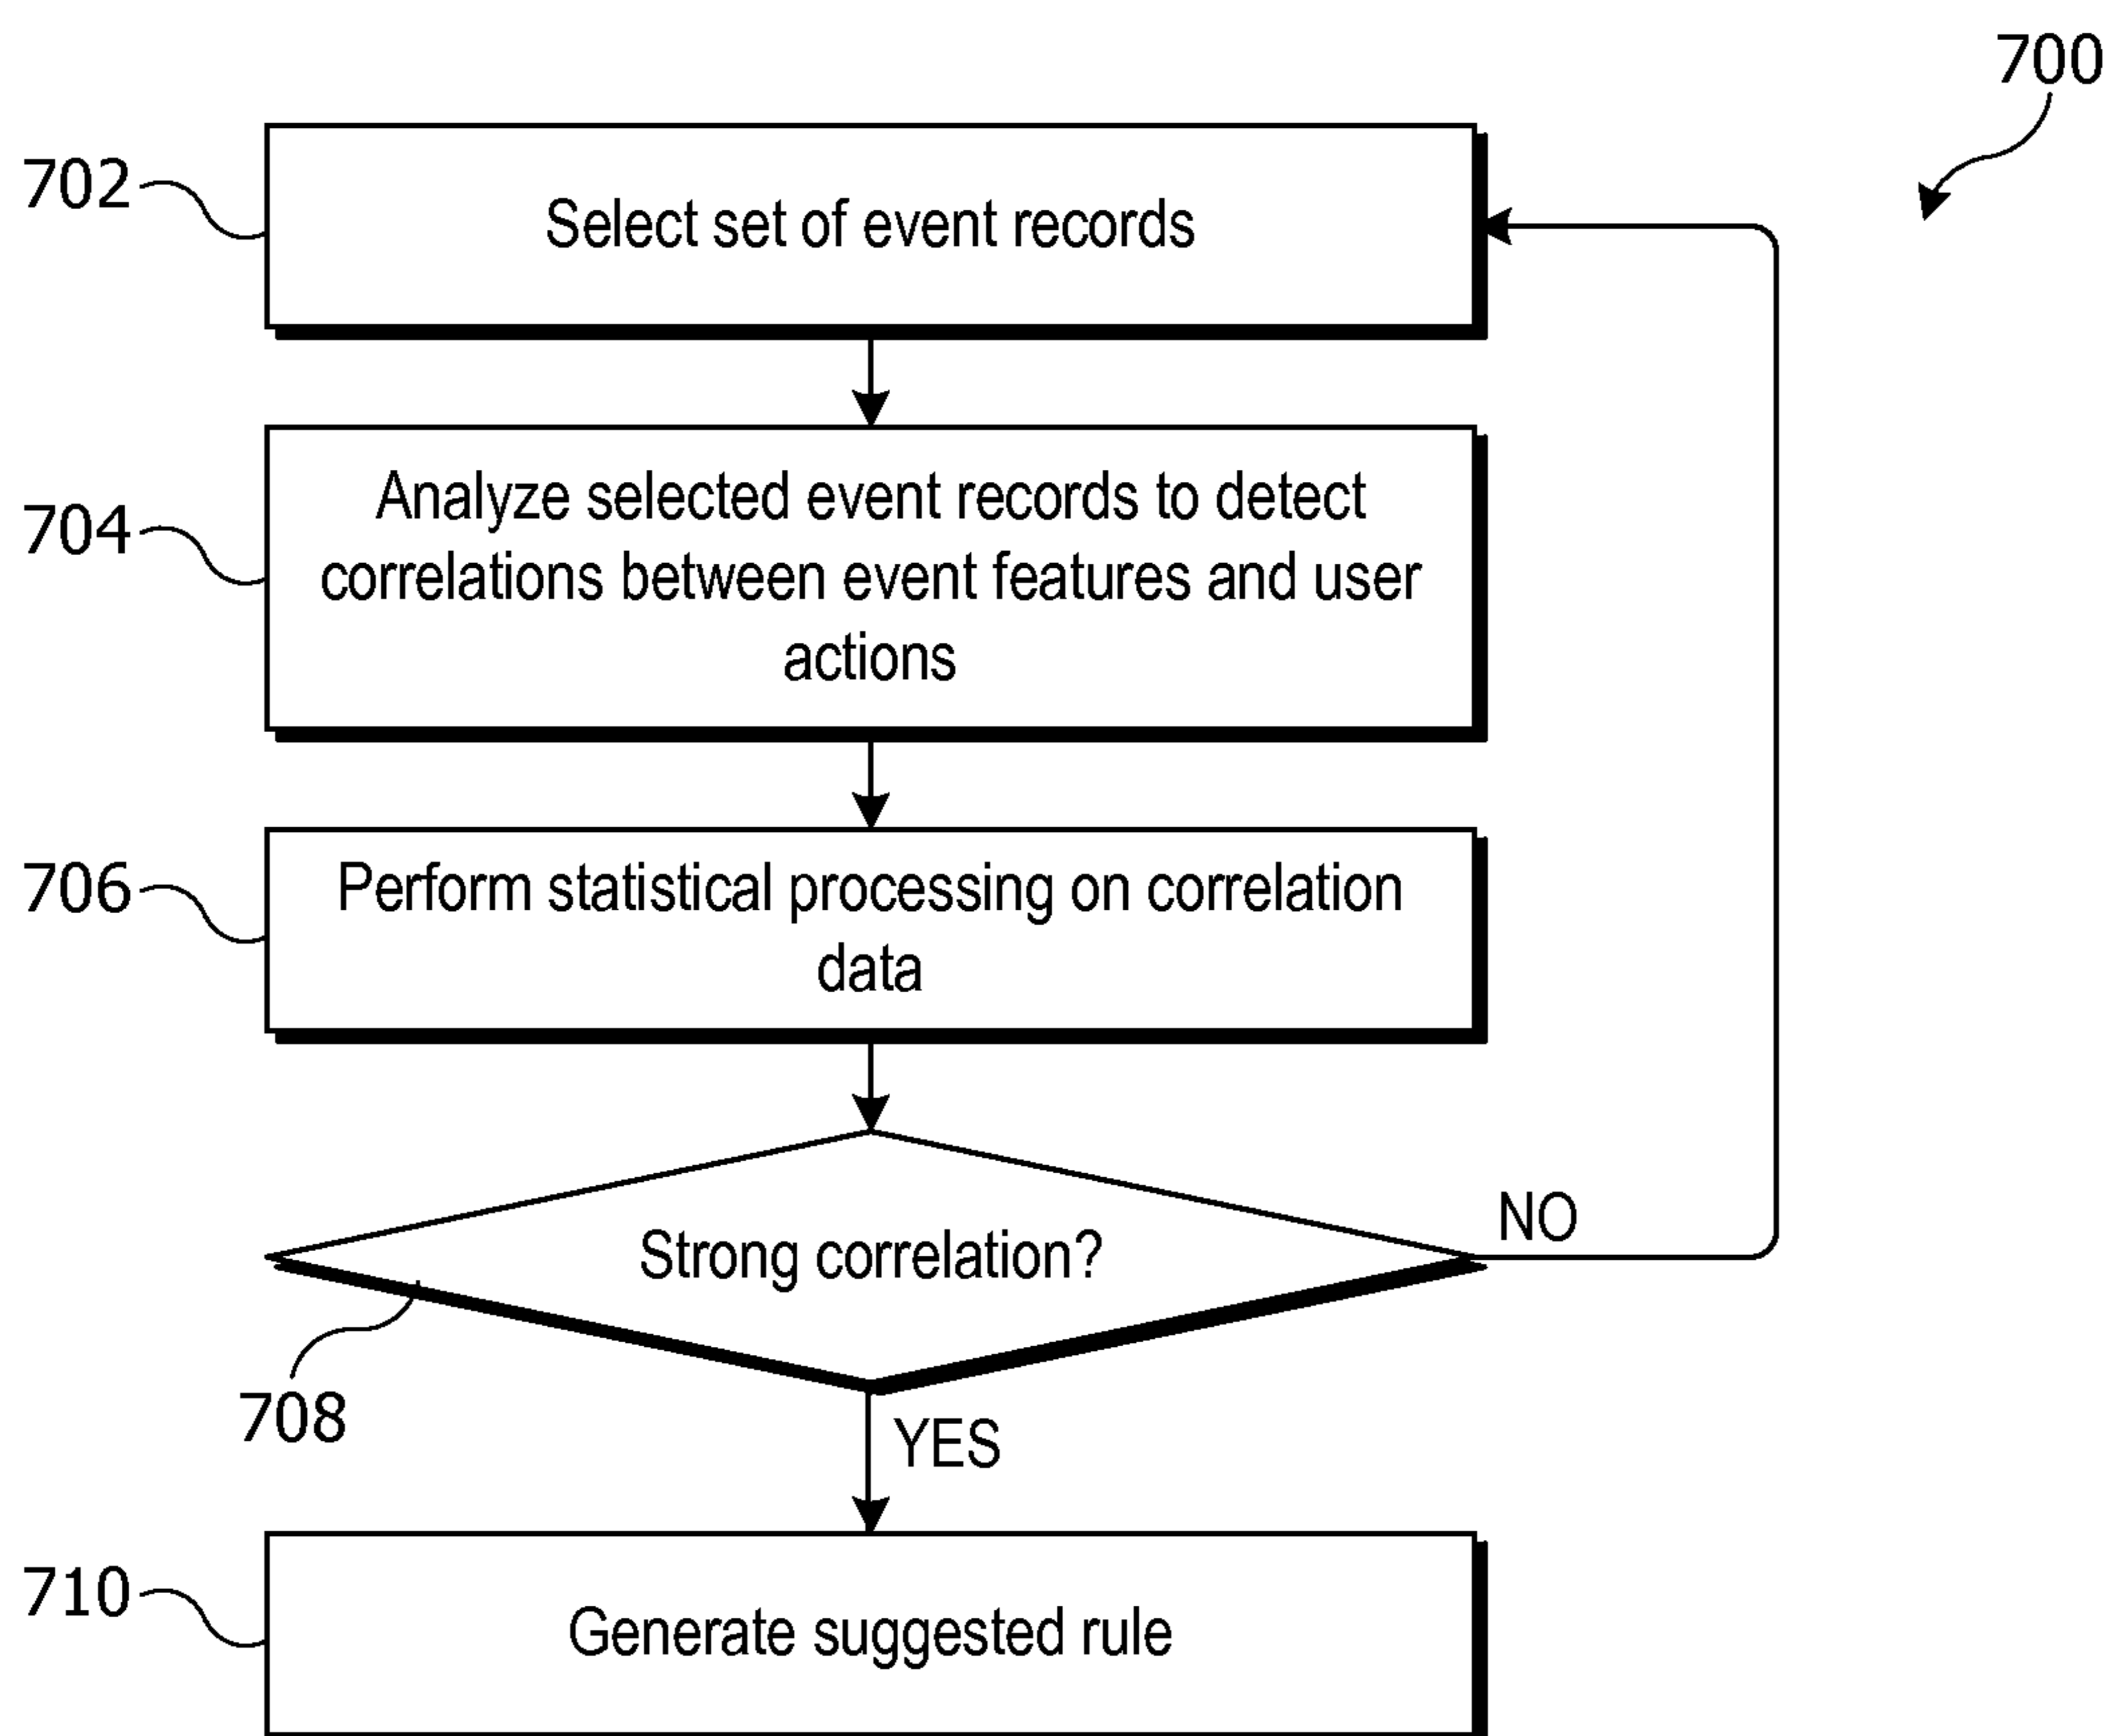 700
702
Select set of event records
704
Analyze selected event records to detect
correlations between event features and user
actions
706
Perform statistical processing on correlation
data
Strong correlation?
NO
708
YES
710
Generate suggested rule